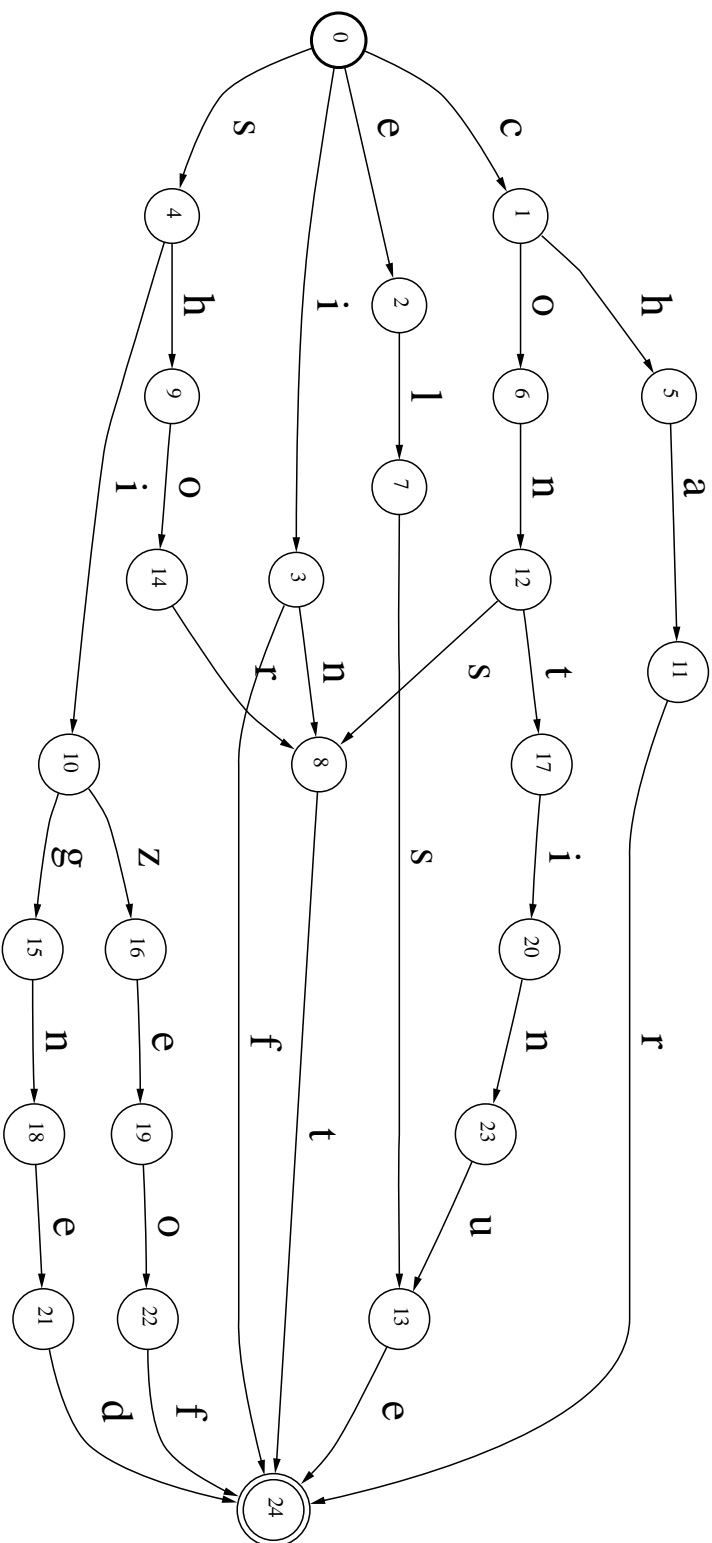 a
11
5
h r
t i
o n 17 20 n
c 1 6 12
s 23 u
l s
e 2 7 13 e
0 i n 8 t
3
r f 24
s
h o f
4 9 14 e o
z 16 19 22
i d
10 g n e
15 18 21